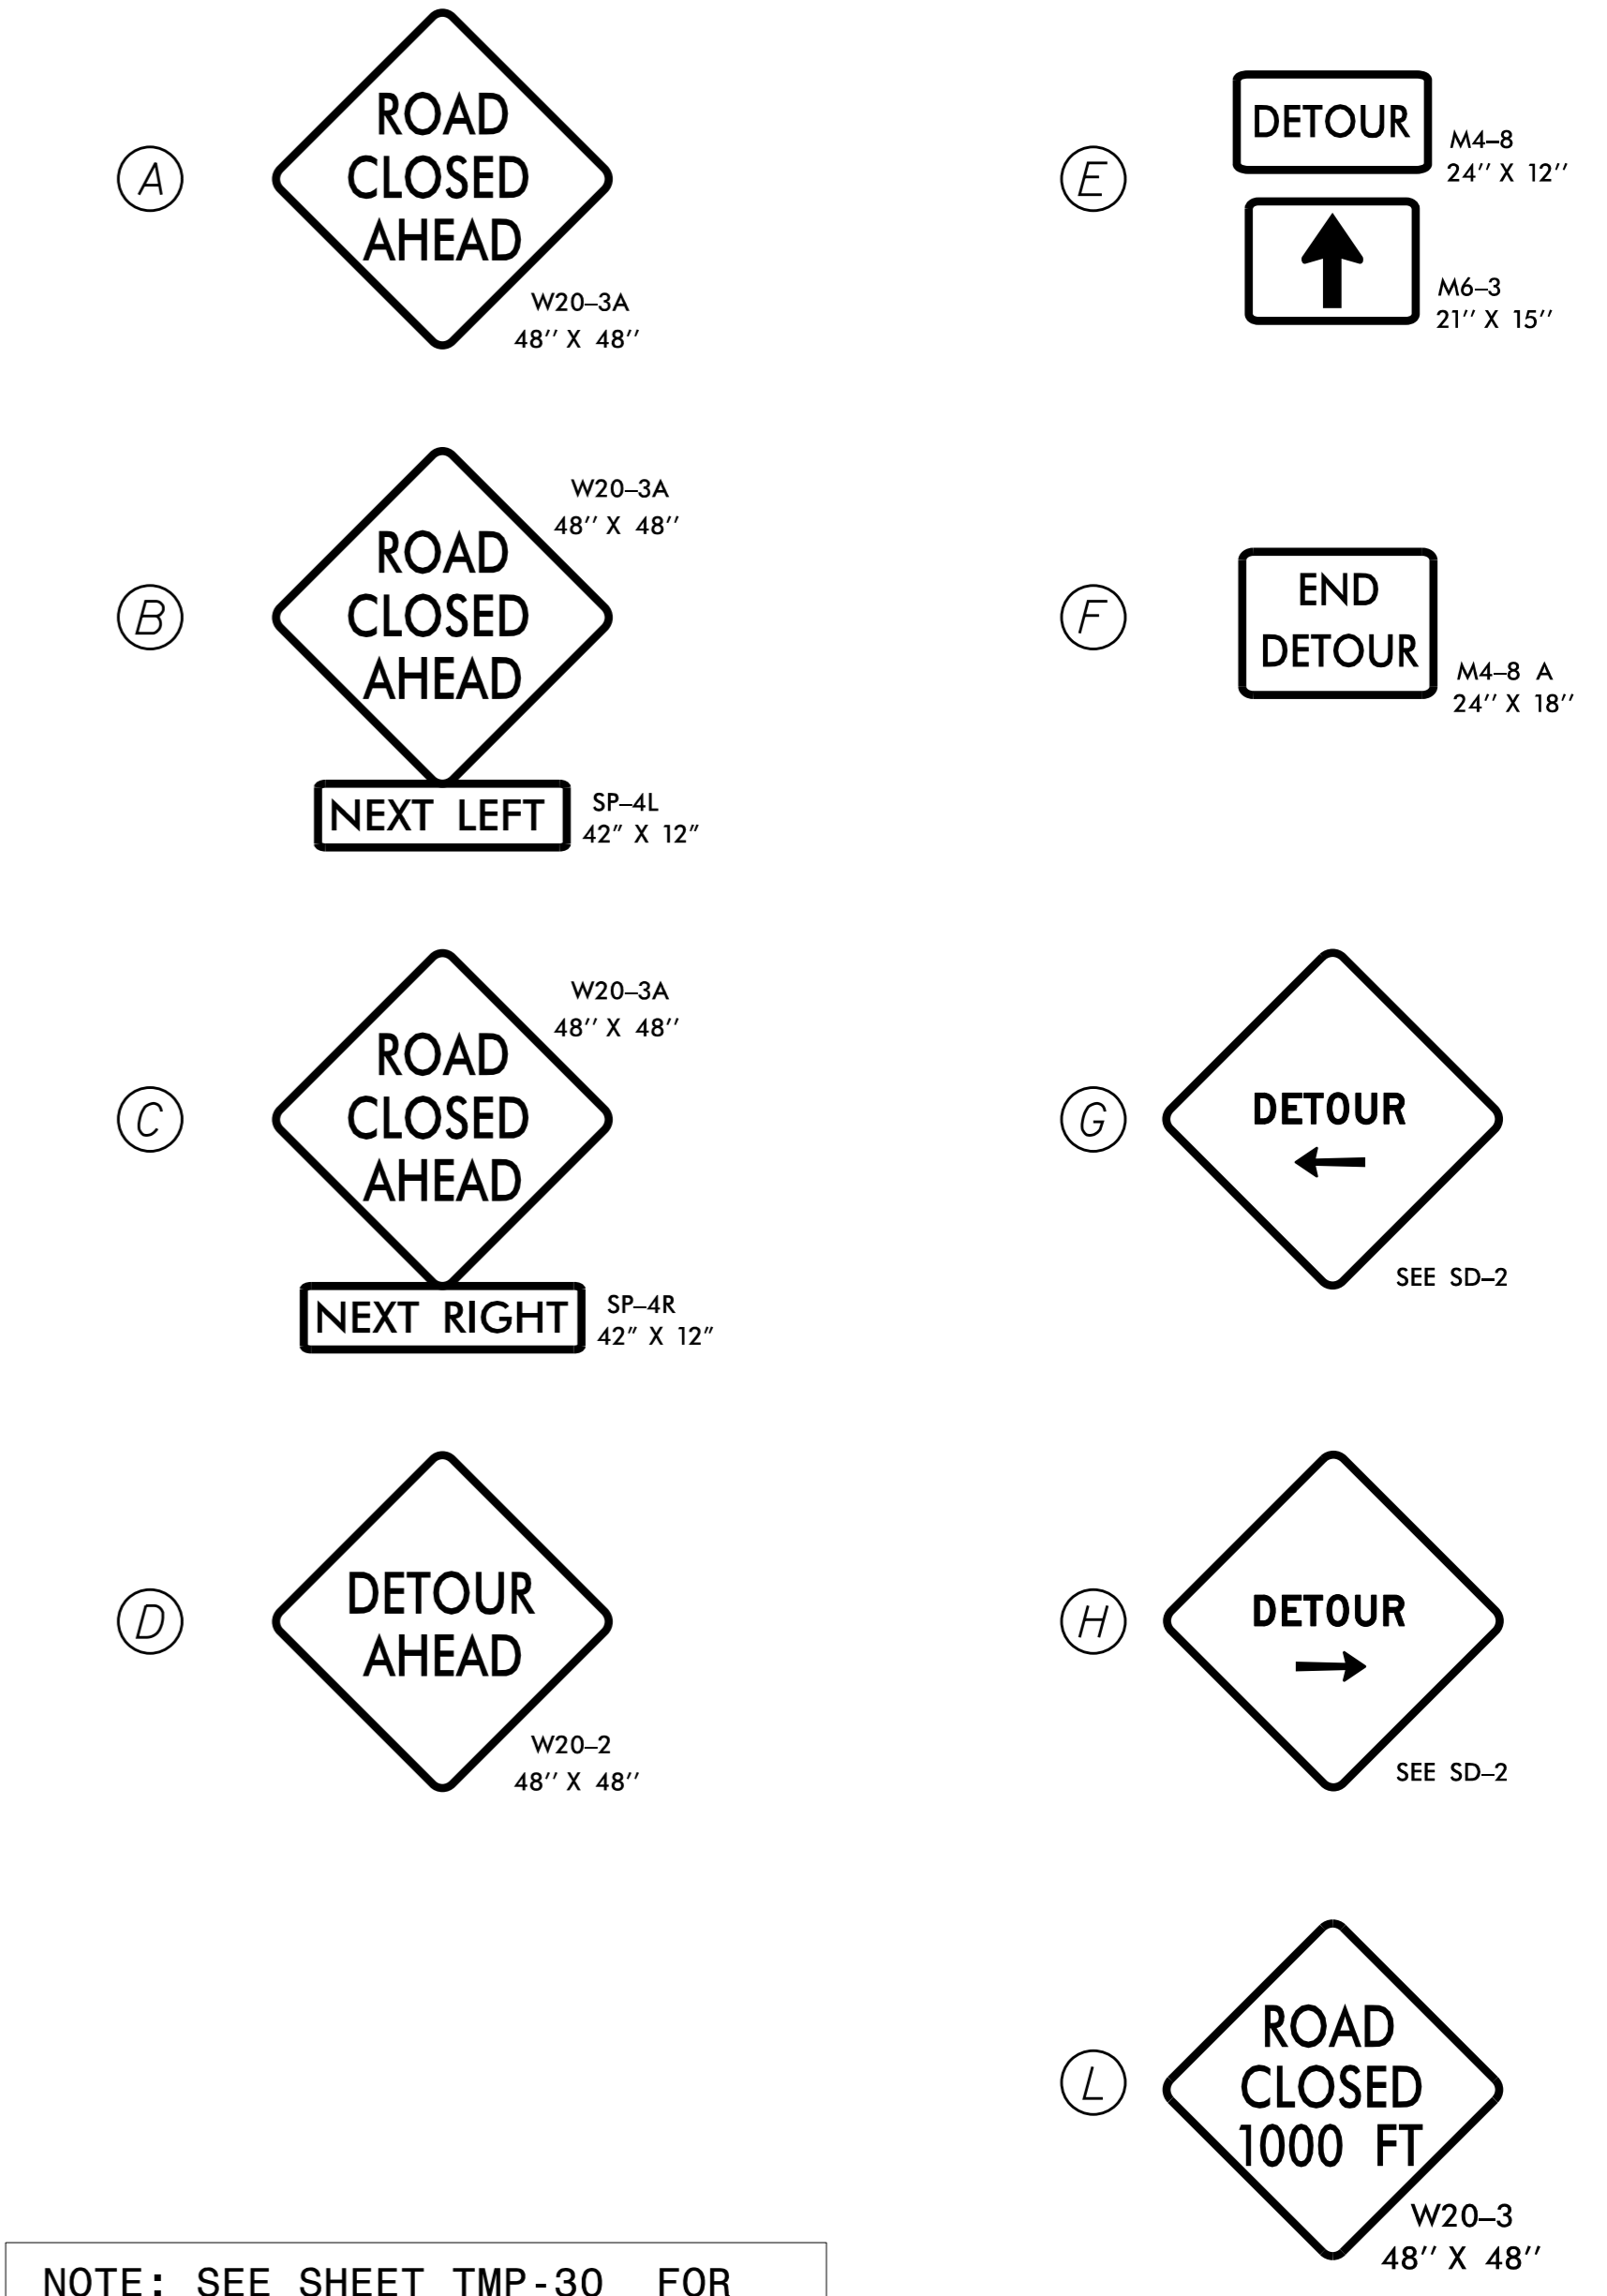 A
ROAD
CLOSED
AHEAD
W20–3A
48'' X 48''
B
ROAD
CLOSED
AHEAD
W20–3A
48'' X 48''
NEXT LEFT
SP–4L
42" X 12"
C
ROAD
CLOSED
AHEAD
W20–3A
48'' X 48''
NEXT RIGHT
SP–4R
42" X 12"
D
DETOUR
AHEAD
W20–2
48'' X 48''
E
DETOUR
M4–8
24'' X 12''
M6–3
21'' X 15''
F
END
DETOUR
M4–8 A
24'' X 18''
G
DETOUR
SEE SD–2
H
DETOUR
SEE SD–2
L
ROAD
CLOSED
1000 FT
W20–3
48'' X 48''
NOTE: SEE SHEET TMP-30 FOR